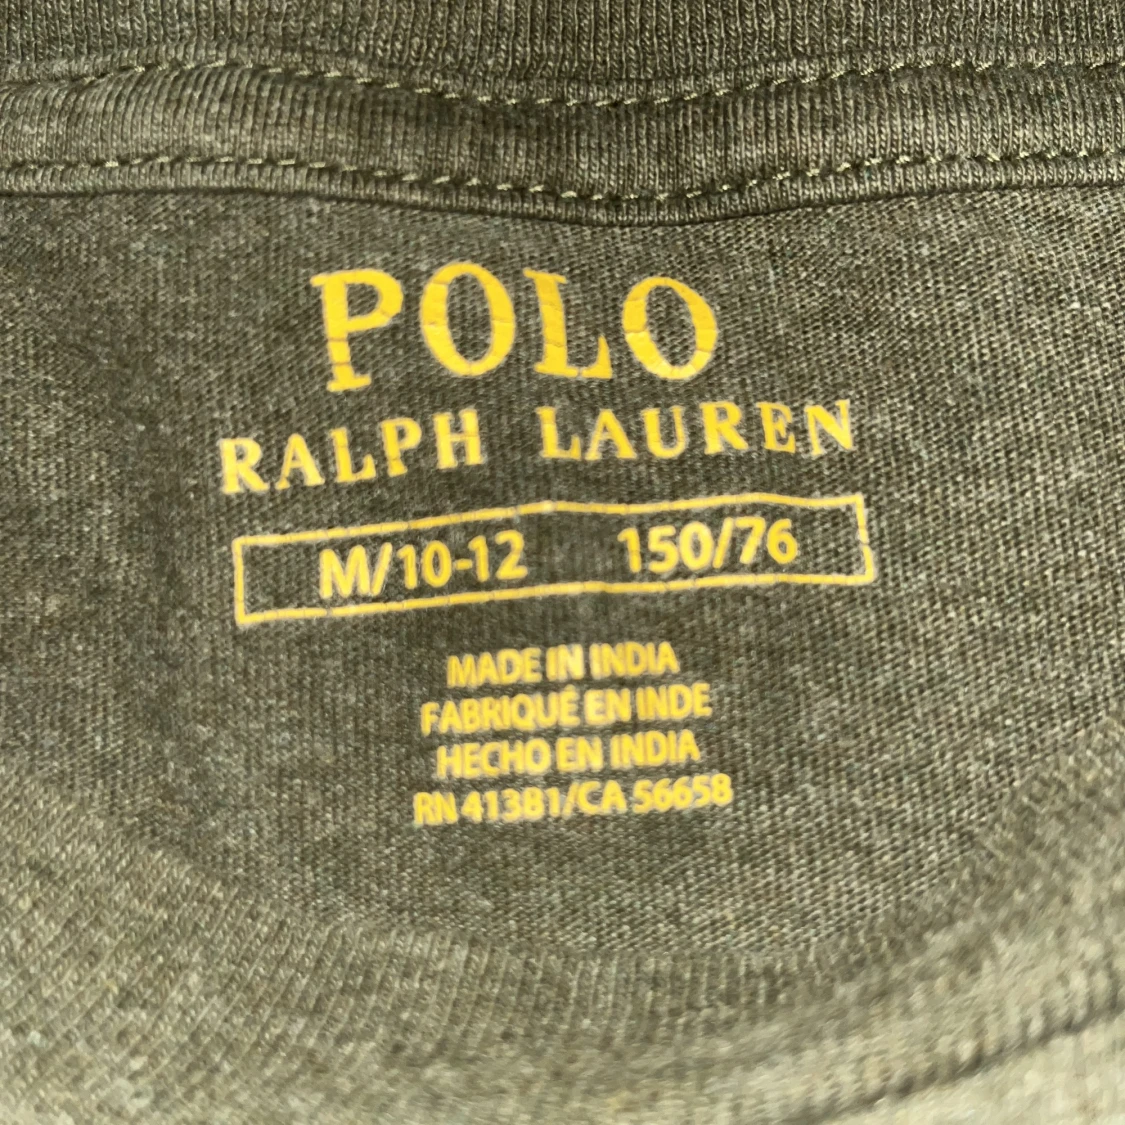 POLO
RALPH LAUREN
M/10-12 150/76
MADE IN INDIA
FABRIQUÉ EN INDE
HECHO EN INDIA
RN 41381/CA 56658